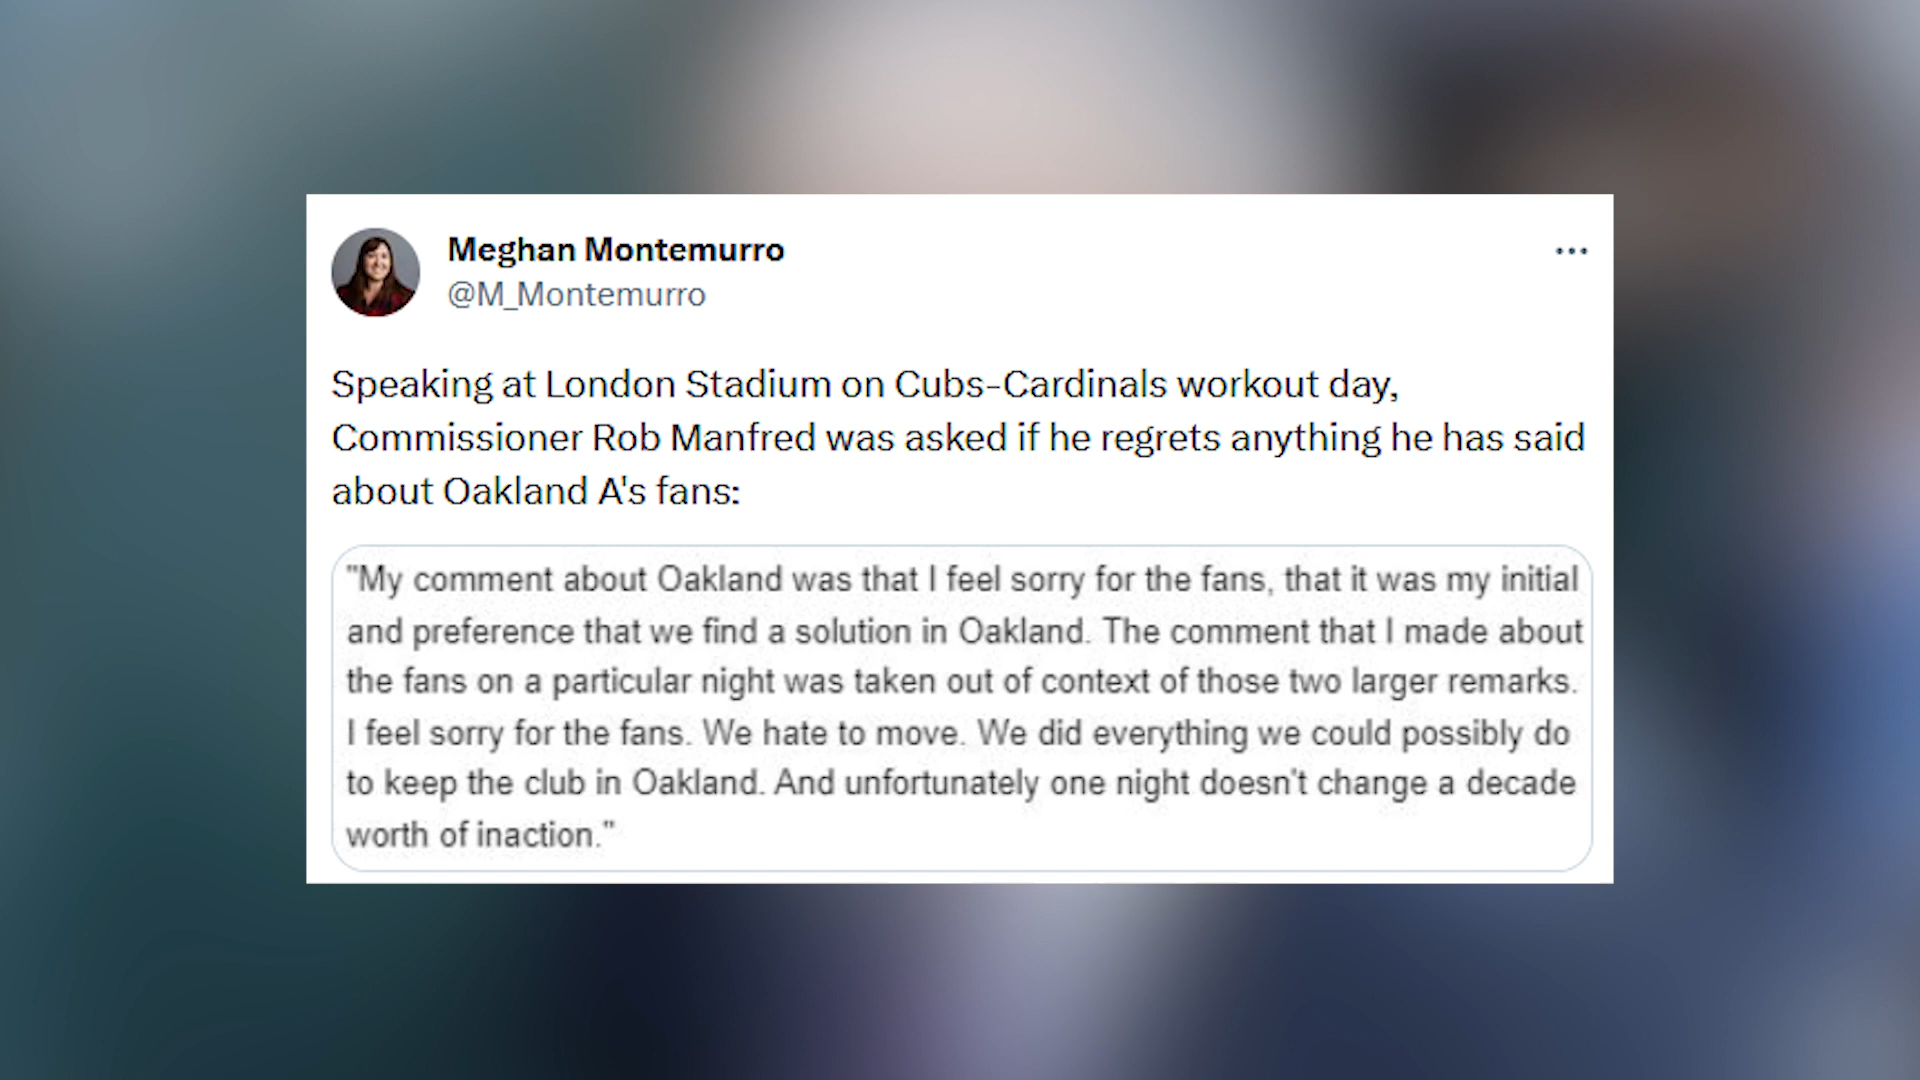 Meghan Montemurro
@M_Montemurro
Speaking at London Stadium on Cubs-Cardinals workout day,
Commissioner Rob Manfred was asked if he regrets anything he has said
about Oakland A's fans:
"My comment about Oakland was that I feel sorry for the fans, that it was my initial
and preference that we find a solution in Oakland. The comment that I made about
the fans on a particular night was taken out of context of those two larger remarks.
I feel sorry for the fans. We hate to move. We did everything we could possibly do
to keep the club in Oakland. And unfortunately one night doesn't change a decade
worth of inaction."